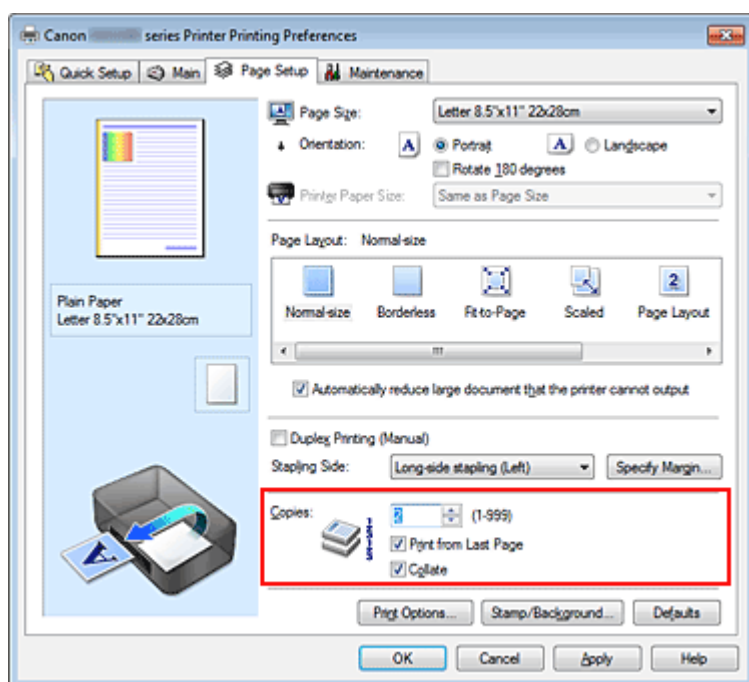 Canon series Printer Printing Preferences
Quick Setup Main Page Setup Maintenance
Page Size: Letter 8.5"x11" 22x28cm
Orientation: A Portrait A Landscape
Rotate 180 degrees
Printer Paper Size: Same as Page Size
Page Layout: Normal-size
2
Normal-size Borderless Fit-to-Page Scaled Page Layout
Plain Paper
Letter 8.5"x11" 22x28cm
Automatically reduce large document that the printer cannot output
Duplex Printing (Manual)
Stapling Side: Long-side stapling (Left) Specify Margin...
Copies: 2 (1-999)
Print from Last Page
Collate
A
Print Options... Stamp/Background... Defaults
OK Cancel Apply Help